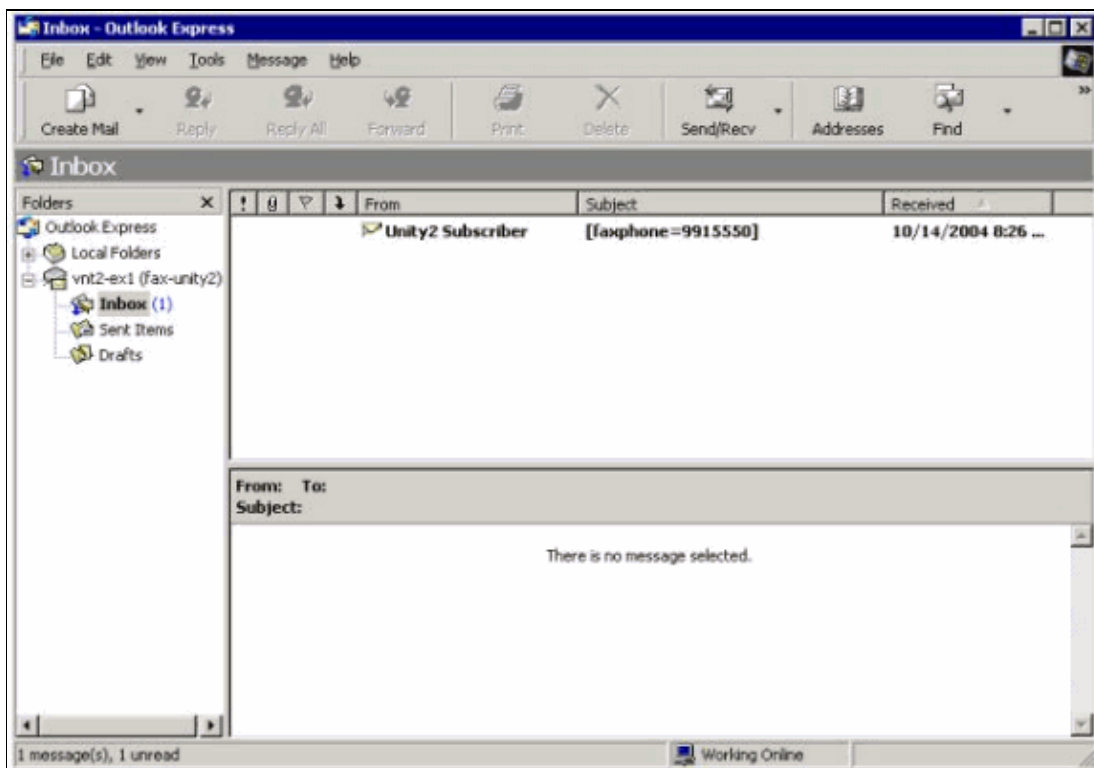 Inbox - Outlook Express
File Edit View Tools Message Help
Create Mail Reply Reply All Forward Print Delete Send/Recv Addresses Find »
Inbox
Folders × ! From Subject Received
Outlook Express
Local Folders
vnt2-ex1 (fax-unity2)
Inbox (1)
Sent Items
Drafts
Unity2 Subscriber [faxphone=9915550] 10/14/2004 8:26 ...
From: To:
Subject:
There is no message selected.
1 message(s), 1 unread Working Online